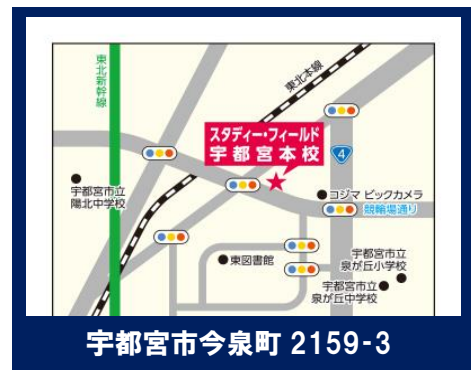 東北新幹線
東北本線
スタディー・フィールド
宇都宮本校
4
宇都宮市立
陽北中学校
コジマ ビックカメラ
競輪場通り
東図書館
宇都宮市立
泉が丘小学校
宇都宮市立
泉が丘中学校
宇都宮市今泉町 2159-3